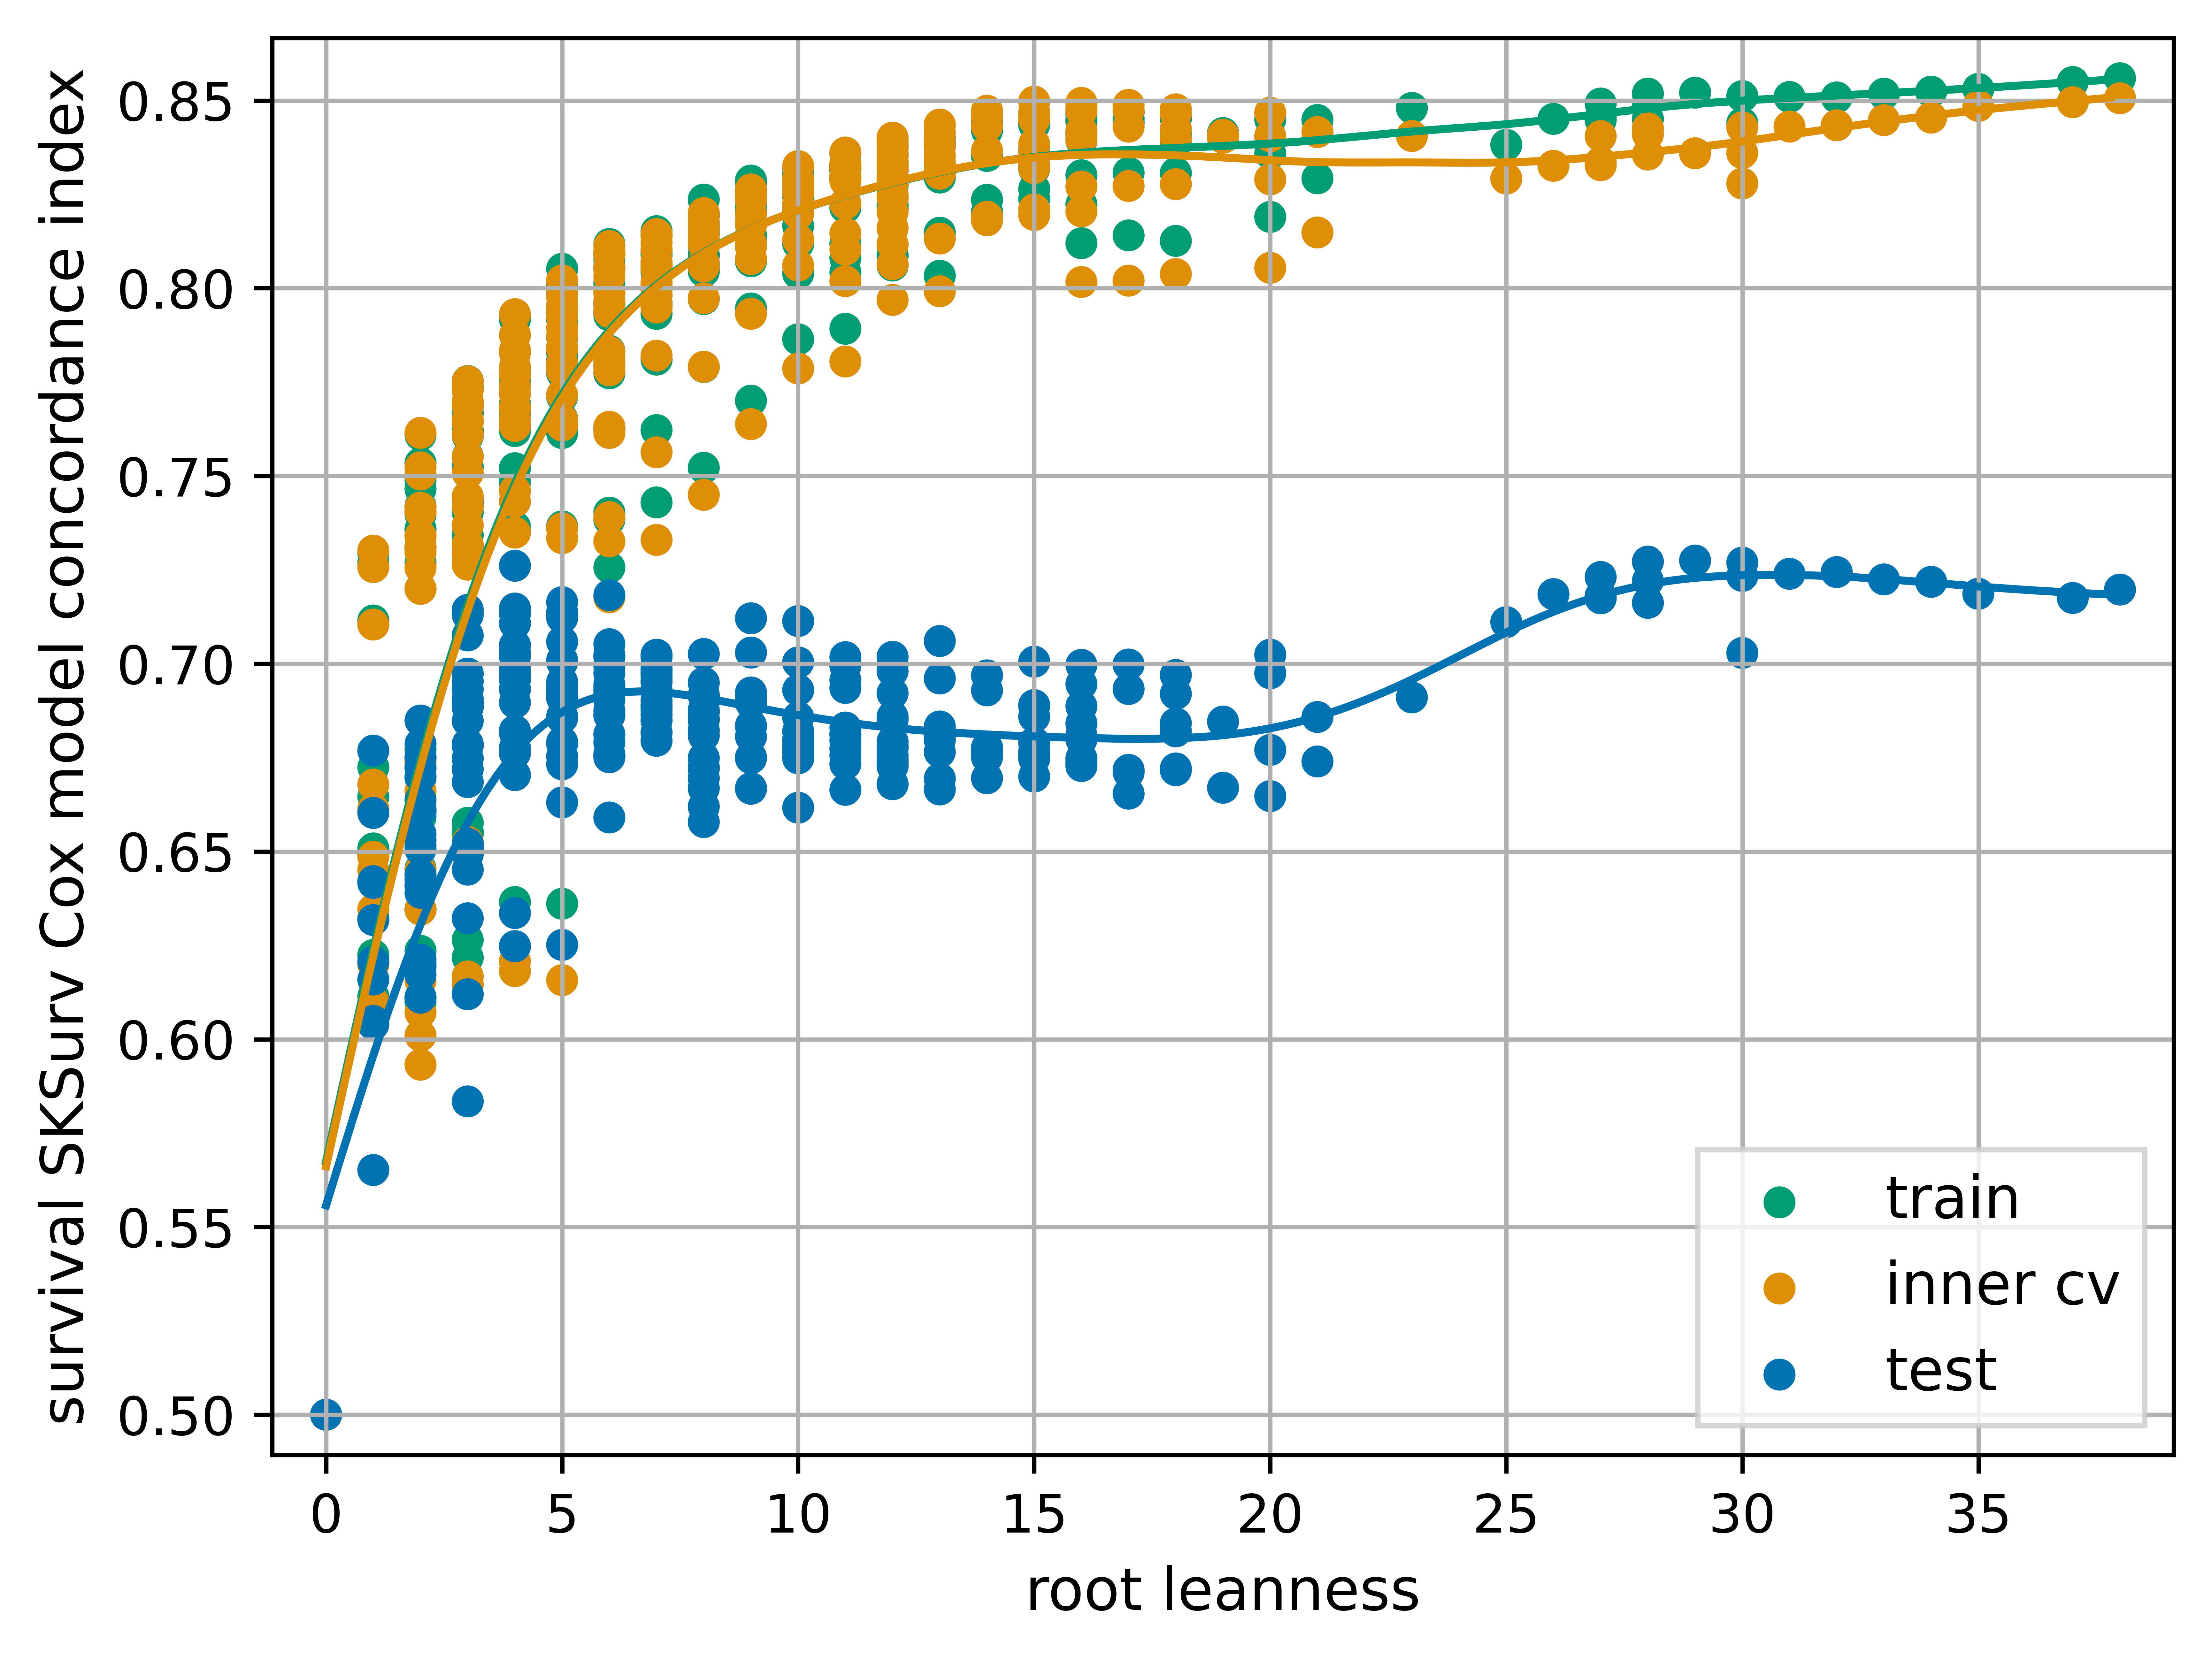 survival SKSurv Cox model concordance index
0.85
0.80
0.75
0.70
0.65
0.60
0.55
0.50
train
inner cv
test
0 5 10 15 20 25 30 35
root leanness